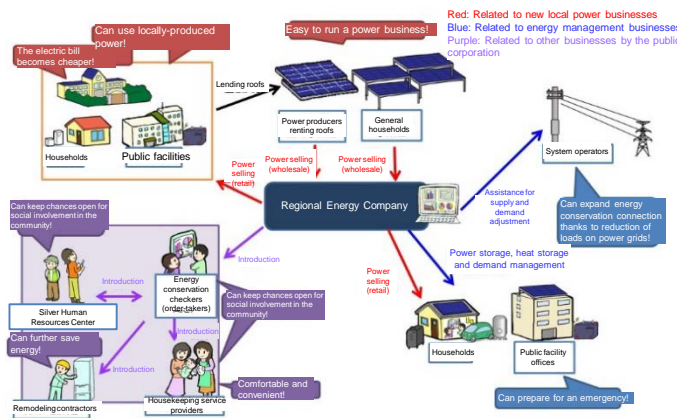 Red: Related to new local power businesses
Blue: Related to energy management businesses
Purple: Related to other businesses by the public
corporation
Can use locally-produced
power!
The electric bill
becomes cheaper!
Easy to run a power business!
Lending roofs
Households
Public facilities
Power producers
renting roofs
General
households
System operators
Power
selling
(retail)
Power selling
(wholesale)
Power selling
(wholesale)
Regional Energy Company
Assistance for
supply and
demand
adjustment
Can expand energy
conservation connection
thanks to reduction of
loads on power grids!
Can keep chances open for
social involvement in the
community!
Introduction
Power storage, heat storage
and demand management
Power
selling
(retail)
Energy
conservation
checkers
(order-takers)
Silver Human
Resources Center
Introduction
Can keep chances open for
social involvement in the
community!
Introduction
Can further save
energy!
Introduction
Households
Public facility
offices
Comfortable and
convenient!
Can prepare for an emergency!
Remodeling contractors
Housekeeping service
providers